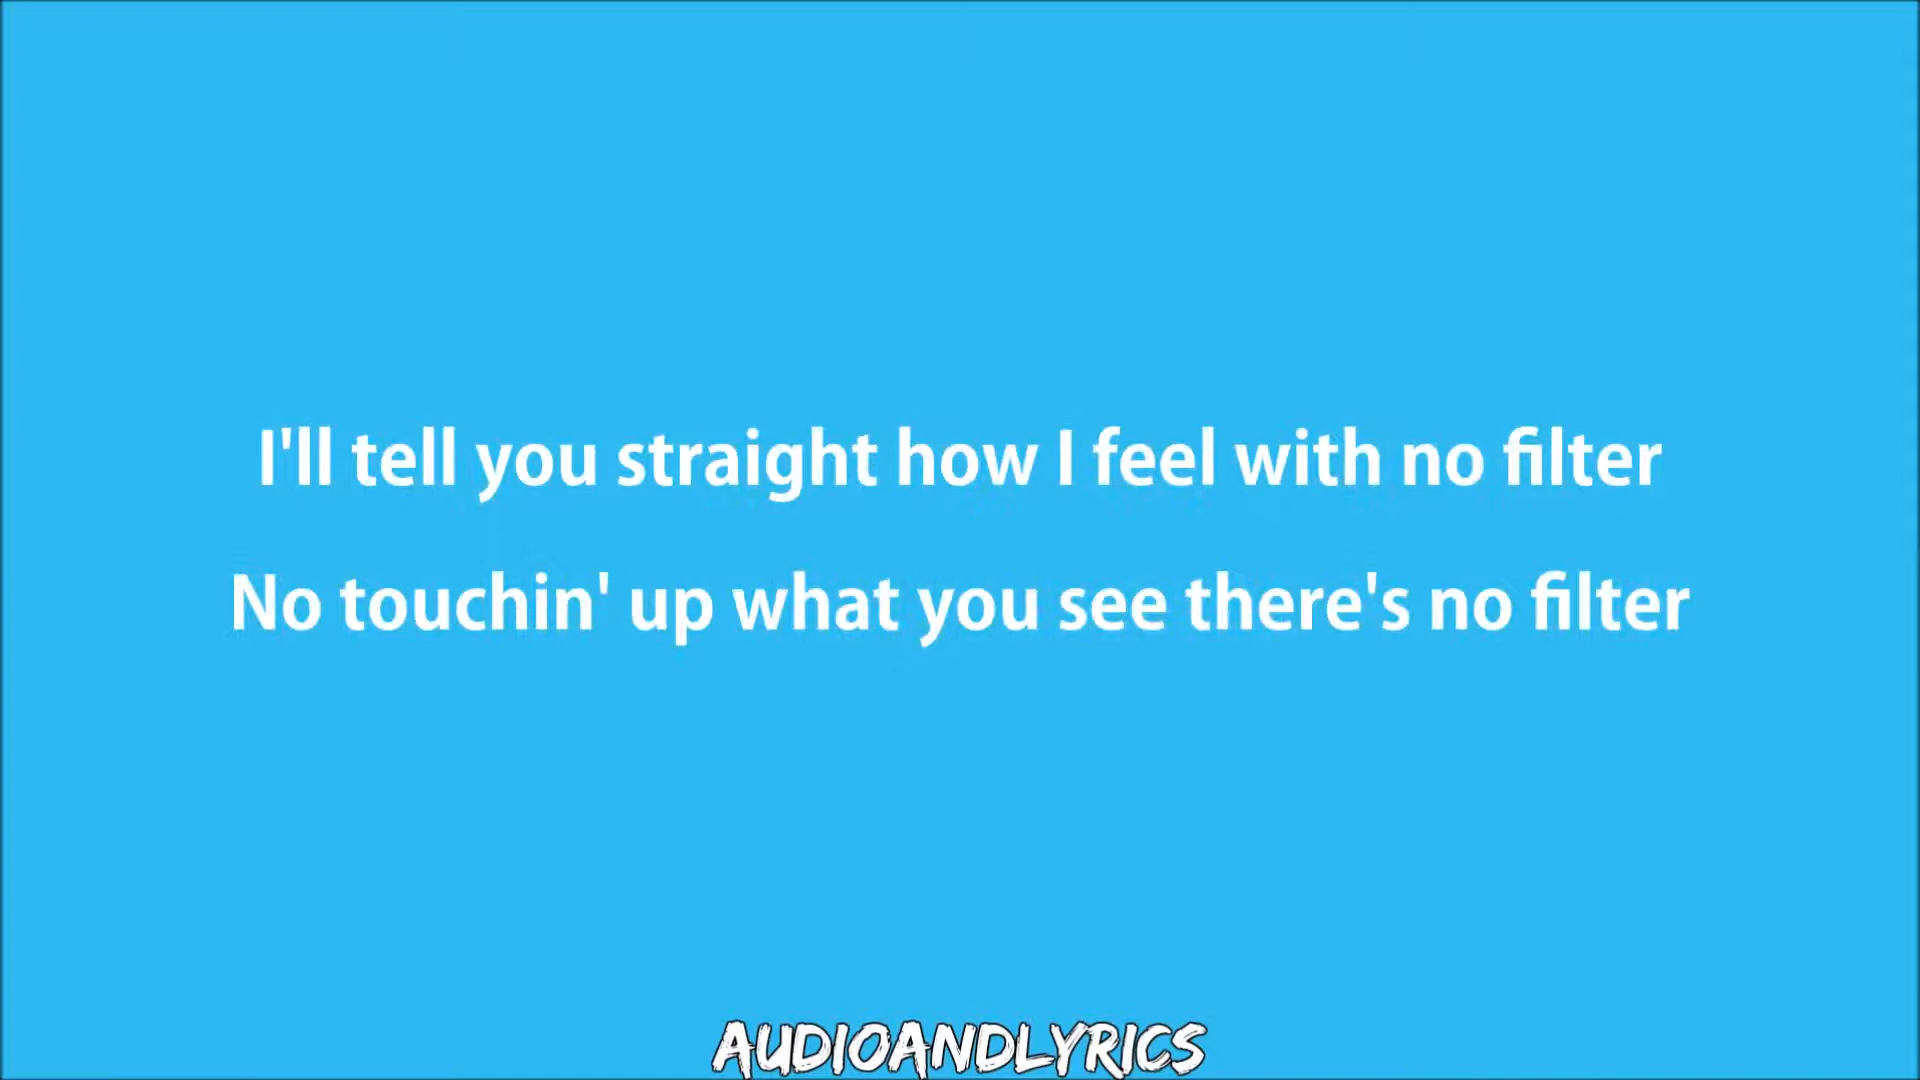 I'll tell you straight how I feel with no filter
No touchin' up what you see there's no filter
AUDIOANDLYRICS